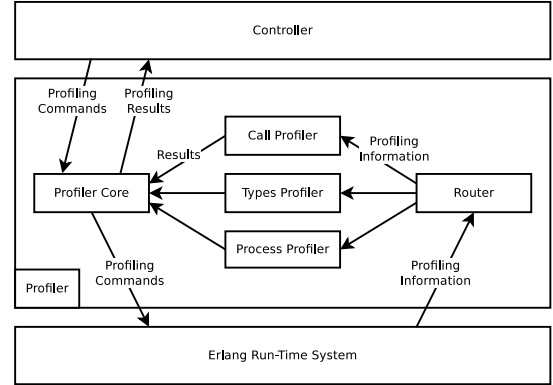 Controller
Profiling
Commands
Profiling
Results
Call Profiler
Profiling
Information
Results
Profiler Core
Types Profiler
Router
Process Profiler
Profiling
Commands
Profiling
Information
Profiler
Erlang Run-Time System